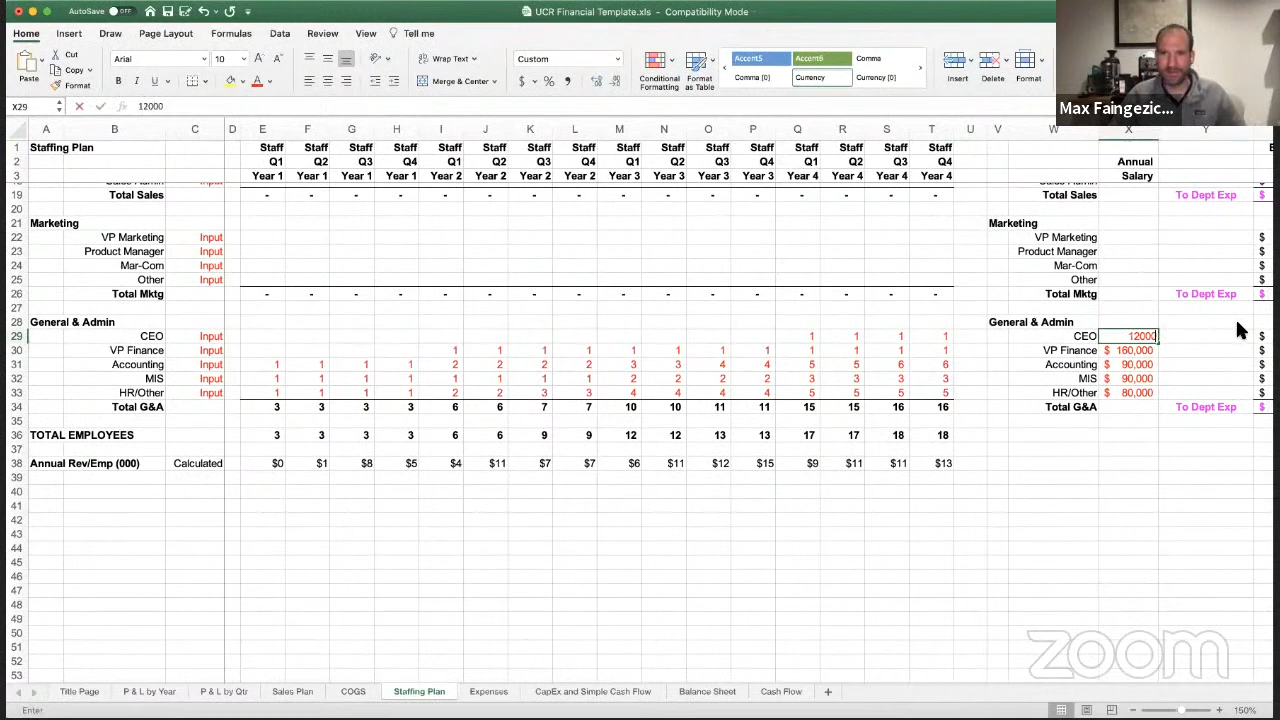 AutoSave OFF UCR Financial Template.xls - Compatibility Mode
Home Insert Draw Page Layout Formulas Data Review View Tell me
Paste Cut Copy Format Arial 10 Wrap Text Merge & Center Custom Conditional Formatting Format as Table Accent5 Accent6 Comma Comma [0] Currency Currency [0] Insert Delete Format
Max Faingezic...
X29 fx 12000
A B C D E F G H I J K L M N O P Q R S T U V W X Y
1 Staffing Plan Staff Staff Staff Staff Staff Staff Staff Staff Staff Staff Staff Staff Staff Staff Staff Staff
2 Q1 Q2 Q3 Q4 Q1 Q2 Q3 Q4 Q1 Q2 Q3 Q4 Q1 Q2 Q3 Q4 Annual
3 Year 1 Year 1 Year 1 Year 1 Year 2 Year 2 Year 2 Year 2 Year 3 Year 3 Year 3 Year 3 Year 4 Year 4 Year 4 Year 4 Salary
19 Total Sales - - - - - - - - - - - - - - - - Total Sales To Dept Exp $
20
21 Marketing Marketing
22 VP Marketing Input VP Marketing $
23 Product Manager Input Product Manager $
24 Mar-Com Input Mar-Com $
25 Other Input Other $
26 Total Mktg - - - - - - - - - - - - - - - - Total Mktg To Dept Exp $
27
28 General & Admin General & Admin
29 CEO Input 1 1 1 1 CEO 12000 $
30 VP Finance Input 1 1 1 1 1 1 1 1 1 1 1 1 VP Finance $ 160,000 $
31 Accounting Input 1 1 1 1 2 2 2 2 3 3 4 4 5 5 6 6 Accounting $ 90,000 $
32 MIS Input 1 1 1 1 1 1 1 1 2 2 2 2 3 3 3 3 MIS $ 90,000 $
33 HR/Other Input 1 1 1 1 2 2 3 3 4 4 4 4 5 5 5 5 HR/Other $ 80,000 $
34 Total G&A 3 3 3 3 6 6 7 7 10 10 11 11 15 15 16 16 Total G&A To Dept Exp $
35
36 TOTAL EMPLOYEES 3 3 3 3 6 6 9 9 12 12 13 13 17 17 18 18
37
38 Annual Rev/Emp (000) Calculated $0 $1 $8 $5 $4 $11 $7 $7 $6 $11 $12 $15 $9 $11 $11 $13
39
40
41
42
43
44
45
46
47
48
49
50
51
52
53
zoom
Title Page P & L by Year P & L by Qtr Sales Plan COGS Staffing Plan Expenses CapEx and Simple Cash Flow Balance Sheet Cash Flow +
Enter 150%